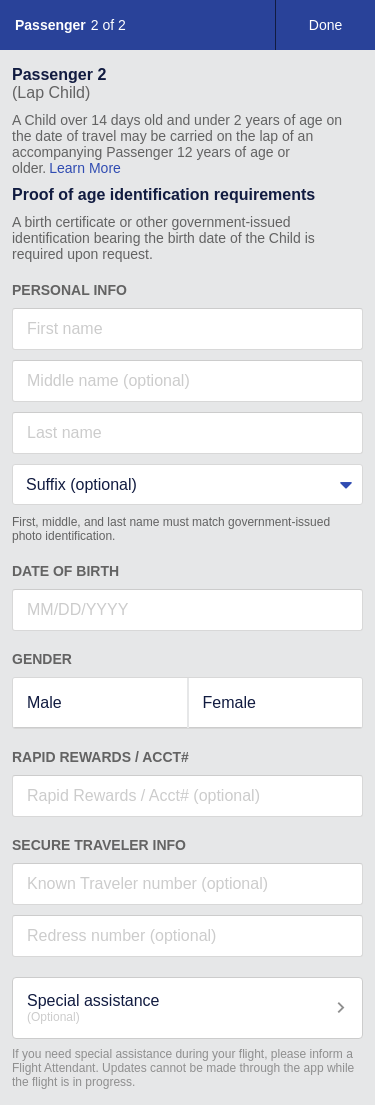 Passenger 2 of 2
Done
Passenger 2
(Lap Child)
A Child over 14 days old and under 2 years of age on
the date of travel may be carried on the lap of an
accompanying Passenger 12 years of age or
older. Learn More
Proof of age identification requirements
A birth certificate or other government-issued
identification bearing the birth date of the Child is
required upon request.
PERSONAL INFO
First name
Middle name (optional)
Last name
Suffix (optional)
First, middle, and last name must match government-issued
photo identification.
DATE OF BIRTH
MM/DD/YYYY
GENDER
Male
Female
RAPID REWARDS / ACCT#
Rapid Rewards / Acct# (optional)
SECURE TRAVELER INFO
Known Traveler number (optional)
Redress number (optional)
Special assistance
(Optional)
If you need special assistance during your flight, please inform a
Flight Attendant. Updates cannot be made through the app while
the flight is in progress.